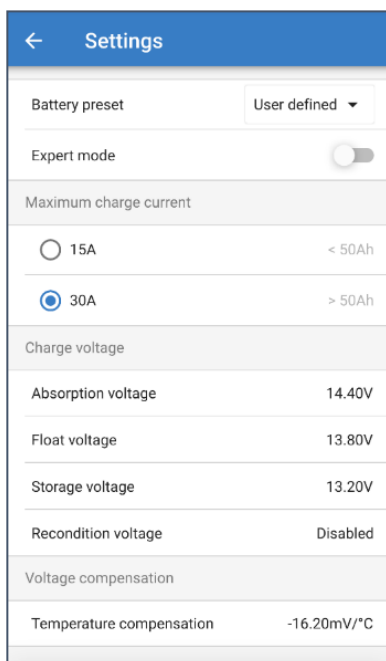 Settings
Battery preset User defined
Expert mode
Maximum charge current
15A < 50Ah
30A > 50Ah
Charge voltage
Absorption voltage 14.40V
Float voltage 13.80V
Storage voltage 13.20V
Recondition voltage Disabled
Voltage compensation
Temperature compensation -16.20mV/°C